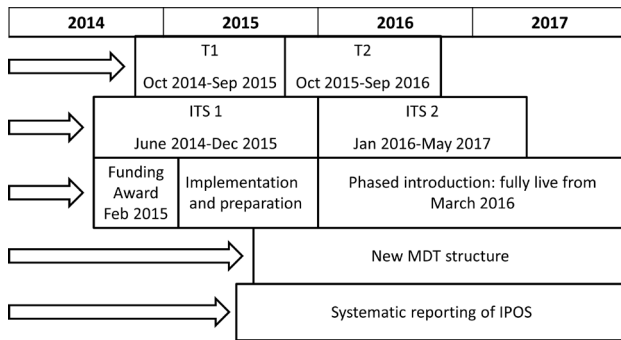 2014 2015 2016 2017
T1 T2
Oct 2014-Sep 2015 Oct 2015-Sep 2016
ITS 1 ITS 2
June 2014-Dec 2015 Jan 2016-May 2017
Funding
Award
Feb 2015
Implementation
and preparation
Phased introduction: fully live from
March 2016
New MDT structure
Systematic reporting of IPOS